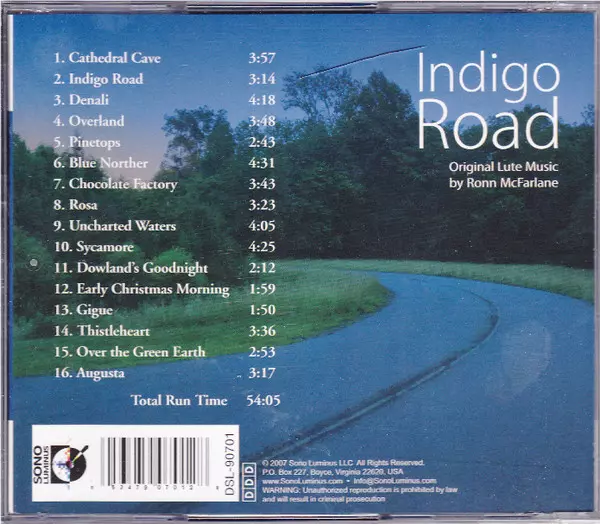 1. Cathedral Cave 3:57
2. Indigo Road 3:14
3. Denali 4:18
4. Overland 3:48
5. Pinetops 2:43
6. Blue Norther 4:31
7. Chocolate Factory 3:43
8. Rosa 3:23
9. Uncharted Waters 4:05
10. Sycamore 4:25
11. Dowland's Goodnight 2:12
12. Early Christmas Morning 1:59
13. Gigue 1:50
14. Thistleheart 3:36
15. Over the Green Earth 2:53
16. Augusta 3:17
Total Run Time 54:05
Indigo
Road
Original Lute Music
by Ronn McFarlane
SONO
LUMINUS
DSL-90701
DDD
© 2007 Sono Luminus LLC All Rights Reserved.
P.O. Box 227, Boyce, Virginia 22620, USA
www.SonoLuminus.com • Info@SonoLuminus.com
WARNING: Unauthorized reproduction is prohibited by law
and will result in criminal prosecution